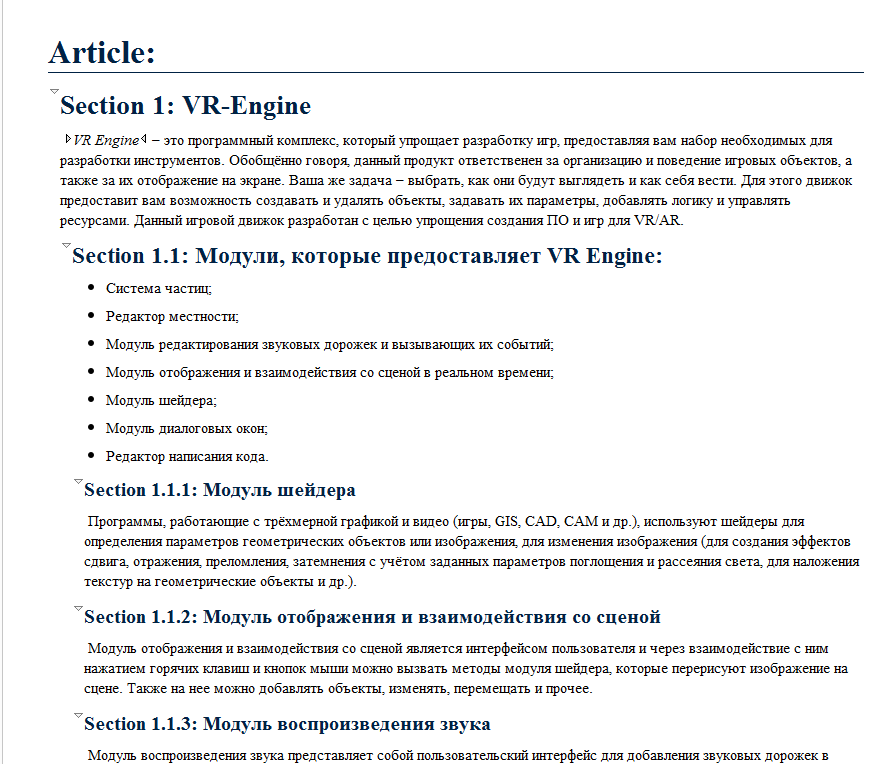 Article:
Section 1: VR-Engine
VR Engine – это программный комплекс, который упрощает разработку игр, предоставляя вам набор необходимых для
разработки инструментов. Обобщённо говоря, данный продукт ответственен за организацию и поведение игровых объектов, а
также за их отображение на экране. Ваша же задача – выбрать, как они будут выглядеть и как себя вести. Для этого движок
предоставит вам возможность создавать и удалять объекты, задавать их параметры, добавлять логику и управлять
ресурсами. Данный игровой движок разработан с целью упрощения создания ПО и игр для VR/AR.
Section 1.1: Модули, которые предоставляет VR Engine:
• Система частиц;
• Редактор местности;
• Модуль редактирования звуковых дорожек и вызывающих их событий;
• Модуль отображения и взаимодействия со сценой в реальном времени;
• Модуль шейдера;
• Модуль диалоговых окон;
• Редактор написания кода.
Section 1.1.1: Модуль шейдера
Программы, работающие с трёхмерной графикой и видео (игры, GIS, CAD, CAM и др.), используют шейдеры для
определения параметров геометрических объектов или изображения, для изменения изображения (для создания эффектов
сдвига, отражения, преломления, затемнения с учётом заданных параметров поглощения и рассеяния света, для наложения
текстур на геометрические объекты и др.).
Section 1.1.2: Модуль отображения и взаимодействия со сценой
Модуль отображения и взаимодействия со сценой является интерфейсом пользователя и через взаимодействие с ним
нажатием горячих клавиш и кнопок мыши можно вызвать методы модуля шейдера, которые перерисуют изображение на
сцене. Также на нее можно добавлять объекты, изменять, перемещать и прочее.
Section 1.1.3: Модуль воспроизведения звука
Модуль воспроизведения звука представляет собой пользовательский интерфейс для добавления звуковых дорожек в